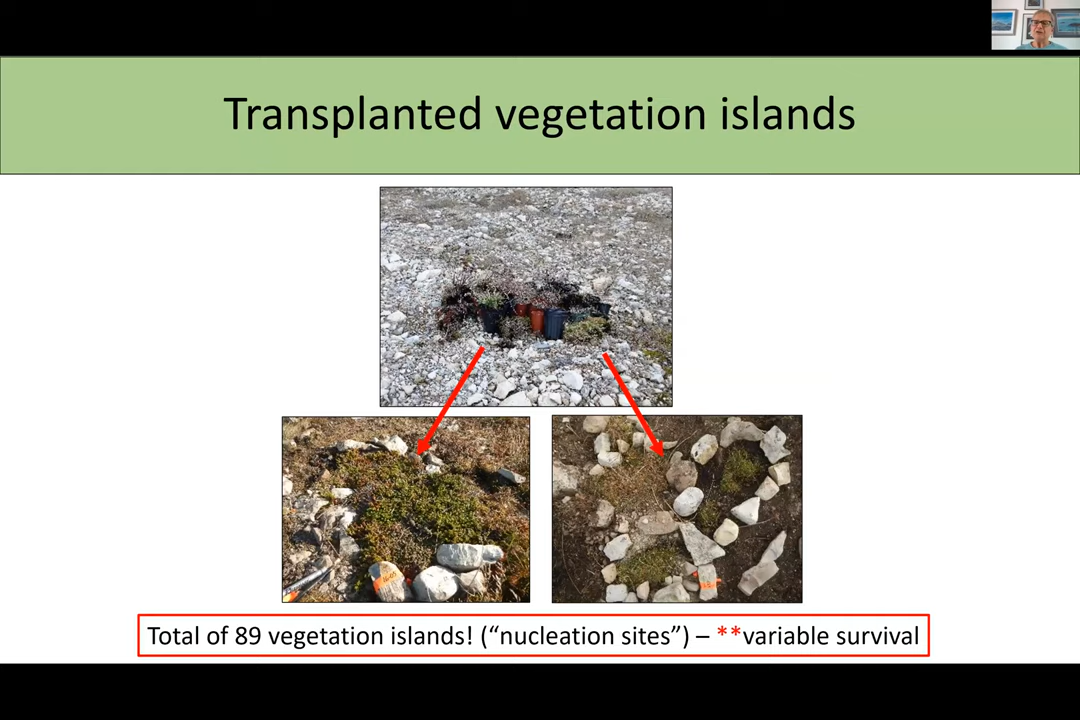 Transplanted vegetation islands
Total of 89 vegetation islands! (“nucleation sites”) – **variable survival